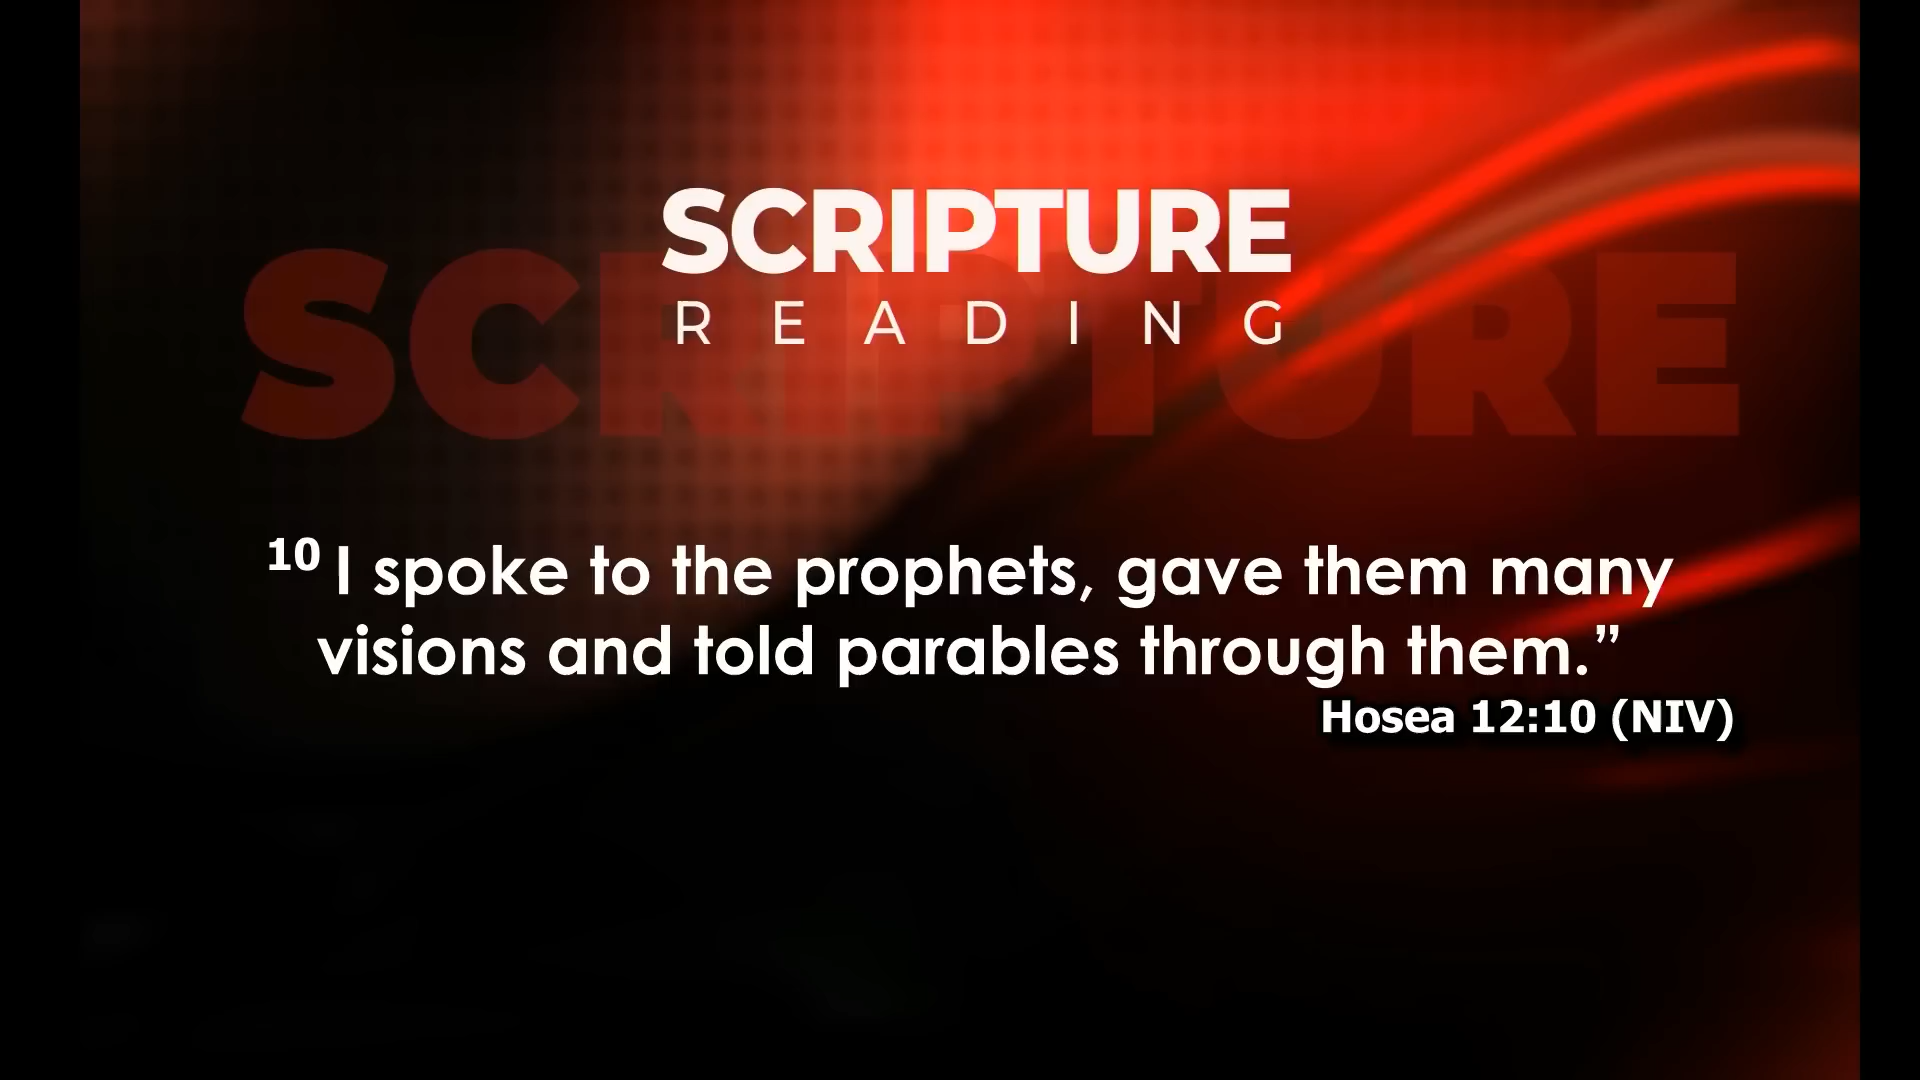 SCRIPTURE
SCRIPTURE
READING
10 I spoke to the prophets, gave them many
visions and told parables through them.”
Hosea 12:10 (NIV)